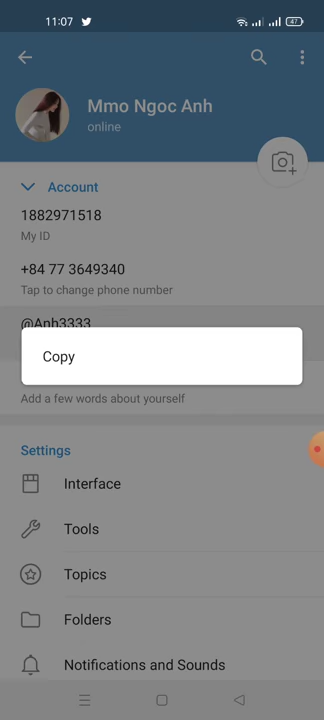 11:07
47
Mmo Ngoc Anh
online
Account
1882971518
My ID
+84 77 3649340
Tap to change phone number
@Anh3333
Copy
Add a few words about yourself
Settings
Interface
Tools
Topics
Folders
Notifications and Sounds